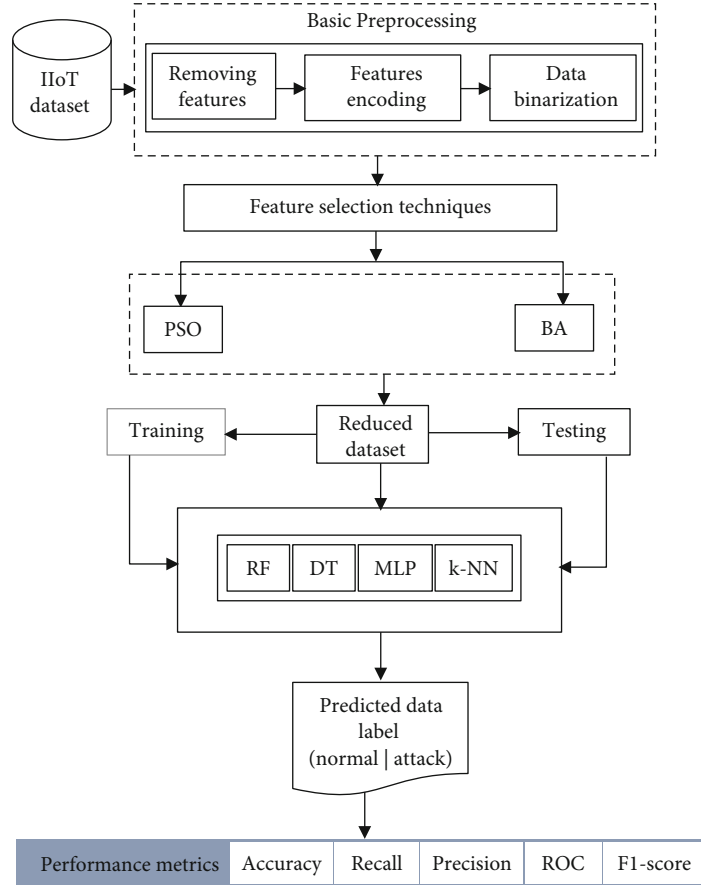 Basic Preprocessing
IIoT
dataset
Removing
features
Features
encoding
Data
binarization
Feature selection techniques
PSO
BA
Training
Reduced
dataset
Testing
RF
DT
MLP
k-NN
Predicted data
label
(normal | attack)
Performance metrics
Accuracy
Recall
Precision
ROC
F1-score